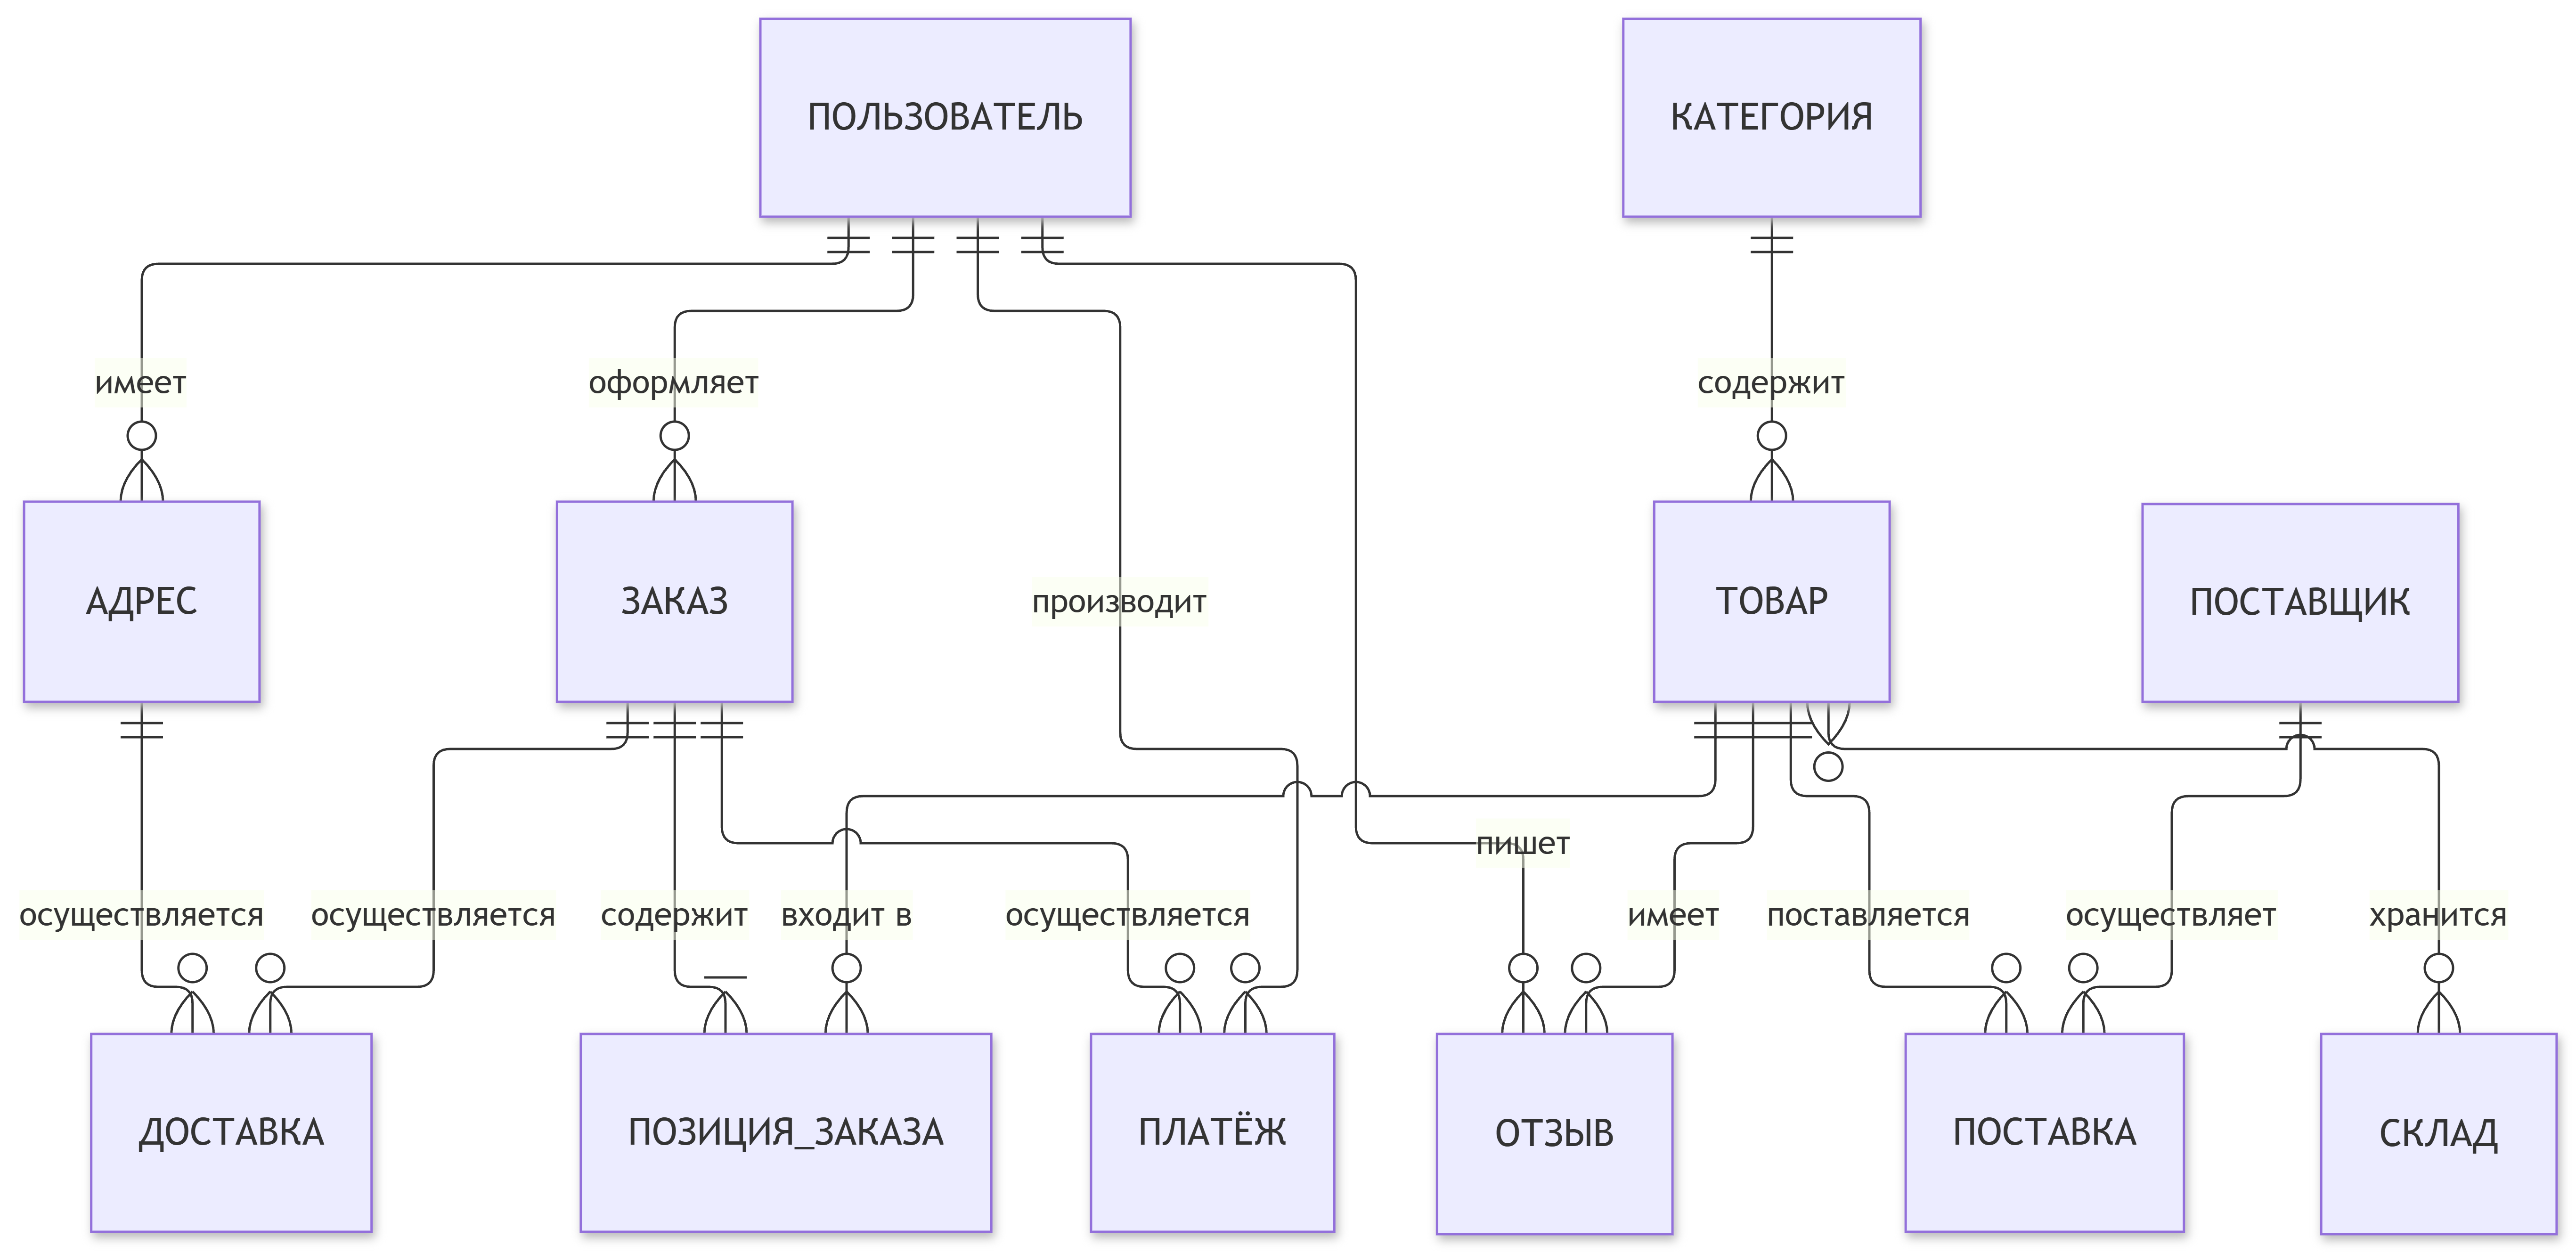 ПОЛЬЗОВАТЕЛЬ
КАТЕГОРИЯ
имеет
оформляет
содержит
АДРЕС
ЗАКАЗ
производит
ТОВАР
ПОСТАВЩИК
пишет
осуществляется
осуществляется
содержит
входит в
осуществляется
имеет
поставляется
осуществляет
хранится
ДОСТАВКА
ПОЗИЦИЯ_ЗАКАЗА
ПЛАТЁЖ
ОТЗЫВ
ПОСТАВКА
СКЛАД